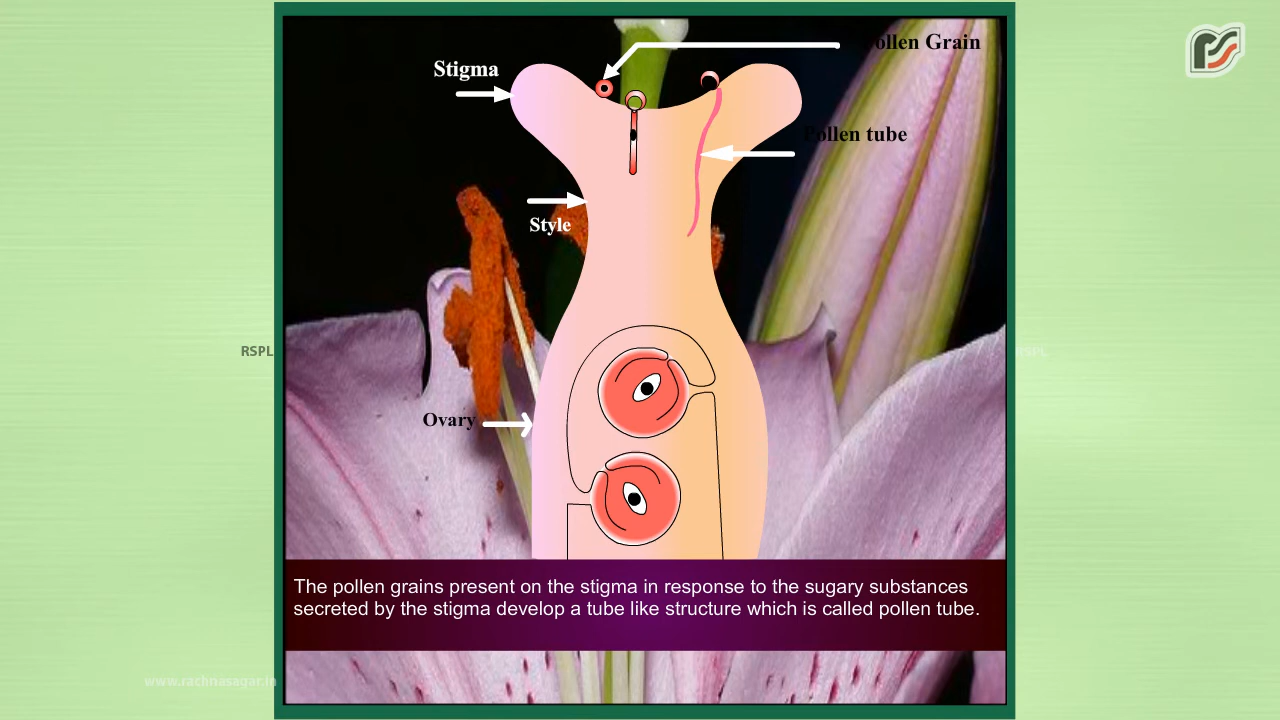 Pollen Grain
Stigma
Pollen tube
Style
RSPL
RSPL
Ovary
The pollen grains present on the stigma in response to the sugary substances
secreted by the stigma develop a tube like structure which is called pollen tube.
www.rachnasagar.in